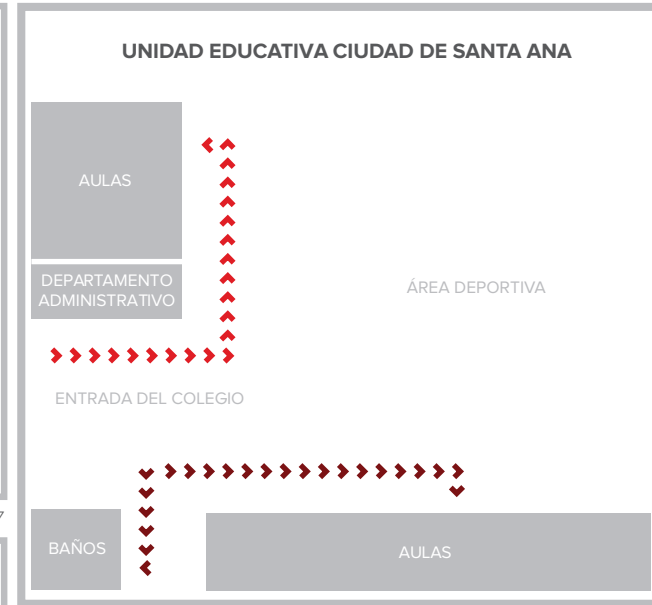 UNIDAD EDUCATIVA CIUDAD DE SANTA ANA
AULAS
DEPARTAMENTO
ADMINISTRATIVO
ÁREA DEPORTIVA
ENTRADA DEL COLEGIO
BAÑOS
AULAS